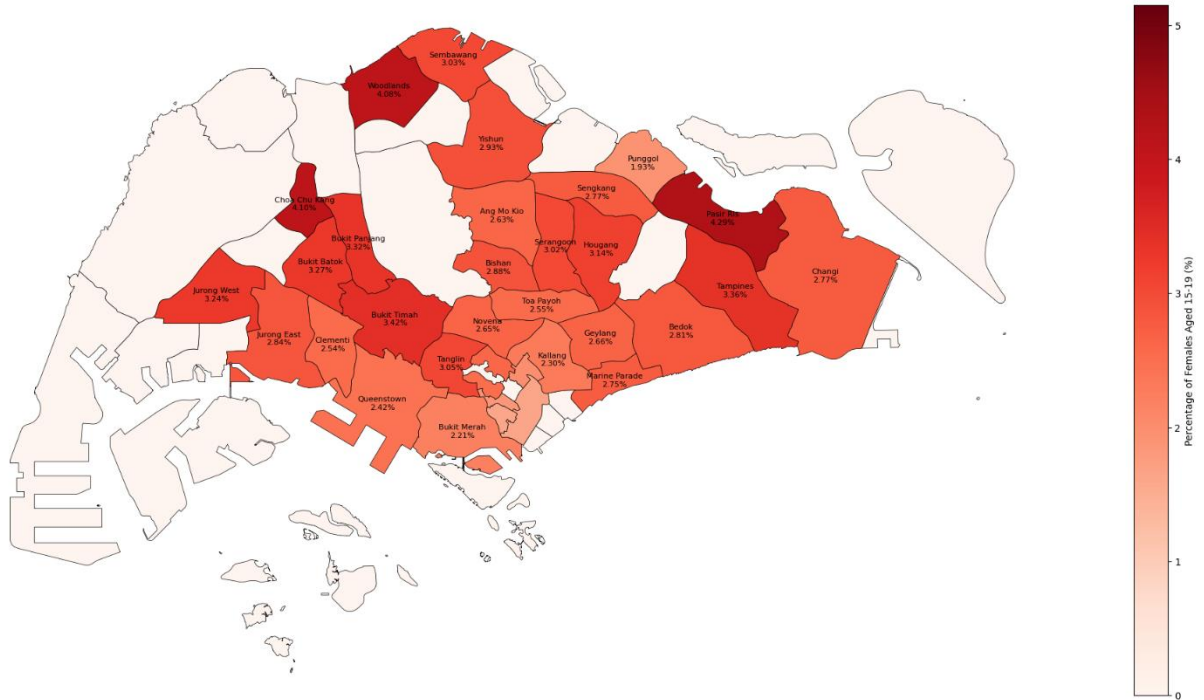 Sembawang
3.03%
Woodlands
4.08%
Yishun
2.93%
Punggol
1.93%
Sengkang
2.77%
Choa Chu Kang
4.10%
Ang Mo Kio
2.63%
Pasir Ris
4.29%
Bukit Panjang
3.32%
Serangoon
3.02%
Hougang
3.14%
Bukit Batok
3.27%
Bishan
2.88%
Changi
2.77%
Jurong West
3.24%
Tampines
3.36%
Toa Payoh
2.55%
Bukit Timah
3.42%
Novena
2.65%
Jurong East
2.84%
Clementi
2.54%
Geylang
2.66%
Bedok
2.81%
Kallang
2.30%
Tanglin
3.05%
Marine Parade
2.75%
Queenstown
2.42%
Bukit Merah
2.21%
5
4
3
2
1
0
Percentage of Females Aged 15-19 (%)